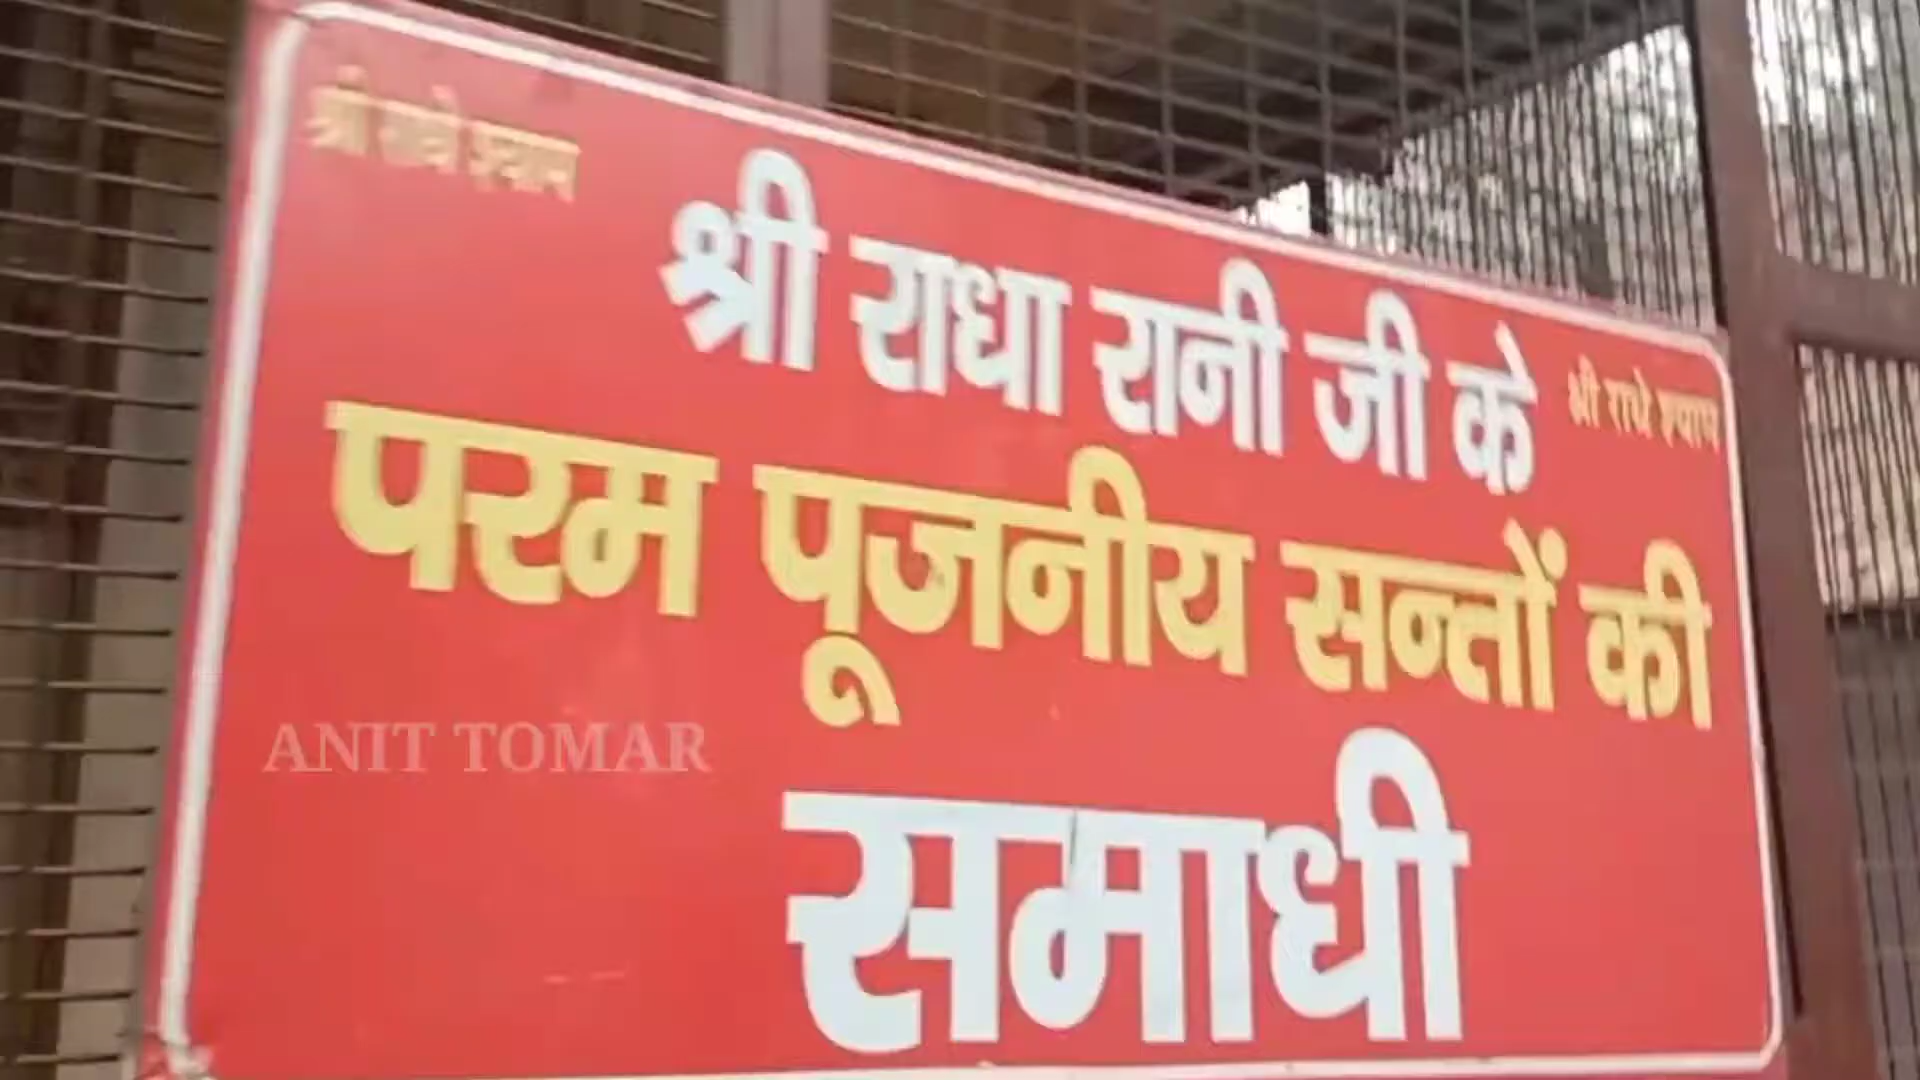 श्री राधे श्याम
श्री राधा रानी जी के
श्री राधे श्याम
परम पूजनीय सन्तों की
ANIT TOMAR
समाधी